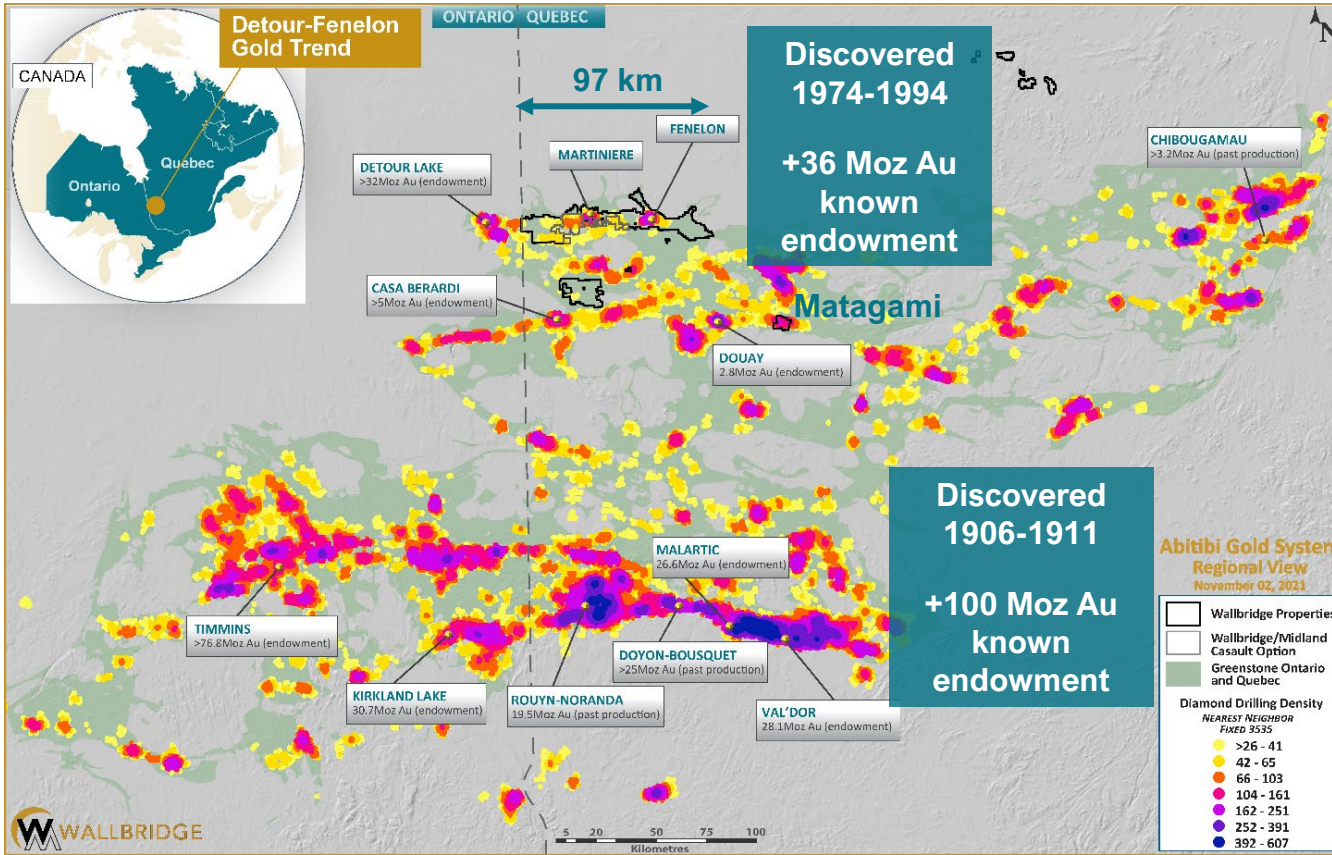 Detour-Fenelon
Gold Trend
CANADA
Quebec
Ontario
ONTARIO QUEBEC
97 km
Discovered
1974-1994
+36 Moz Au
known
endowment
N
FENELON
MARTINIERE
DETOUR LAKE
>32Moz Au (endowment)
CHIBOUGAMAU
>3.2Moz Au (past production)
CASA BERARDI
>5Moz Au (endowment)
Matagami
DOUAY
2.8Moz Au (endowment)
Discovered
1906-1911
+100 Moz Au
known
endowment
MALARTIC
26.6Moz Au (endowment)
TIMMINS
>76.8Moz Au (endowment)
DOYON-BOUSQUET
>25Moz Au (past production)
KIRKLAND LAKE
30.7Moz Au (endowment)
ROUYN-NORANDA
19.5Moz Au (past production)
VAL'DOR
28.1Moz Au (endowment)
Abitibi Gold System
Regional View
November 02, 2021
Wallbridge Properties
Wallbridge/Midland
Casault Option
Greenstone Ontario
and Quebec
Diamond Drilling Density
NEAREST NEIGHBOR
FIXED 3535
>26 - 41
42 - 65
66 - 103
104 - 161
162 - 251
252 - 391
392 - 607
WALLBRIDGE
5 20 50 75 100
Kilometres